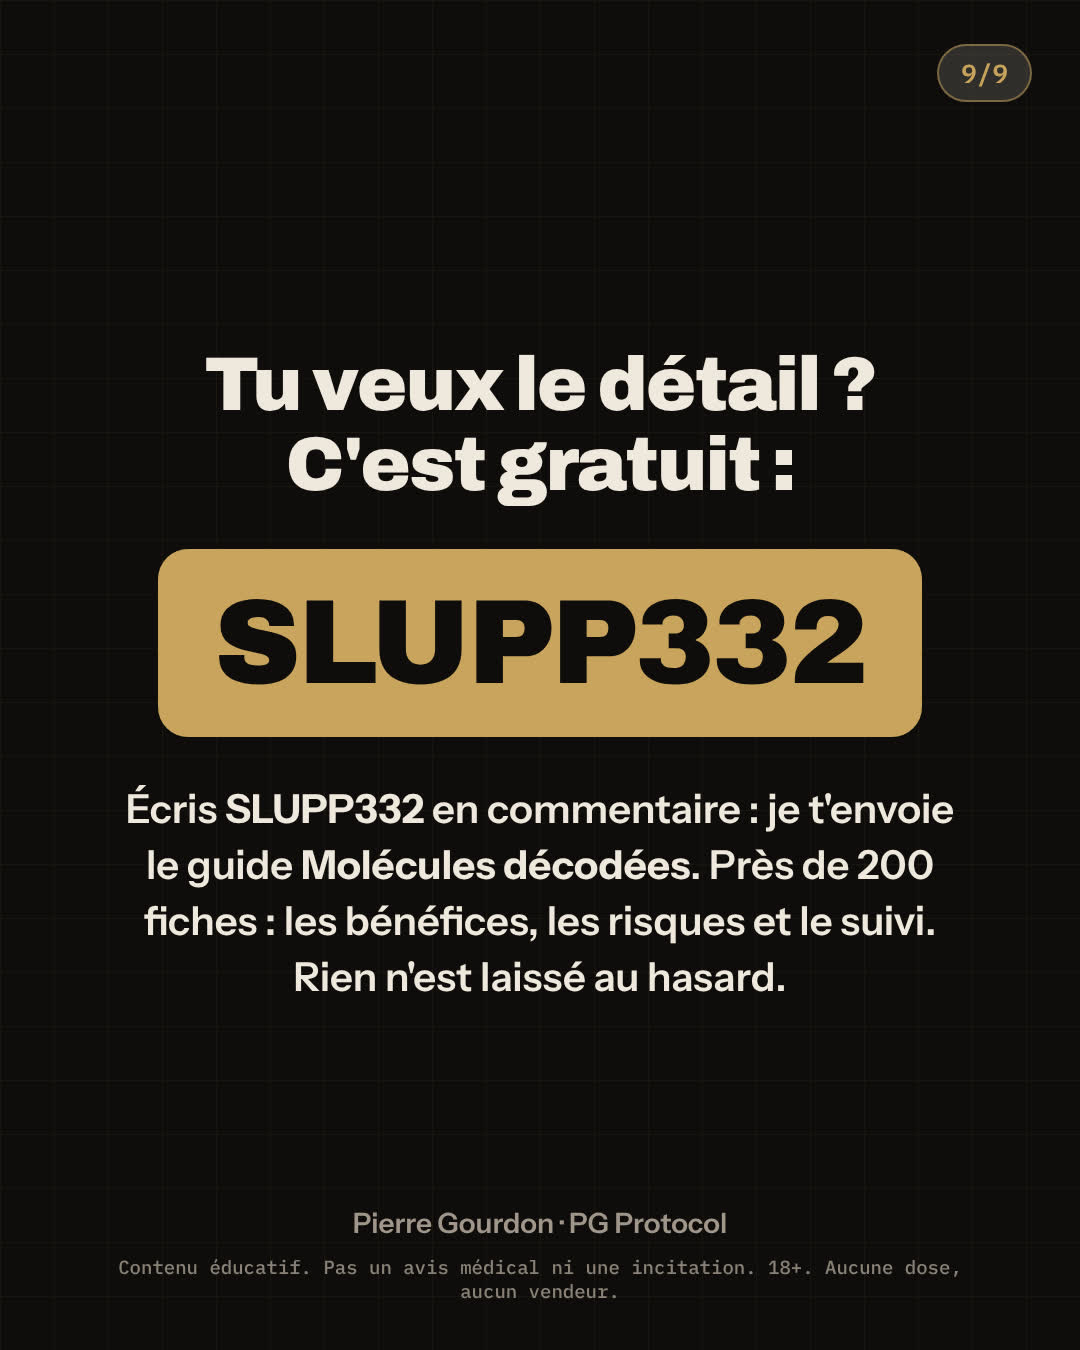 9/9
Tu veux le détail ?
C'est gratuit :
SLUPP332
Écris SLUPP332 en commentaire : je t'envoie
le guide Molécules décodées. Près de 200
fiches : les bénéfices, les risques et le suivi.
Rien n'est laissé au hasard.
Pierre Gourdon · PG Protocol
Contenu éducatif. Pas un avis médical ni une incitation. 18+. Aucune dose,
aucun vendeur.